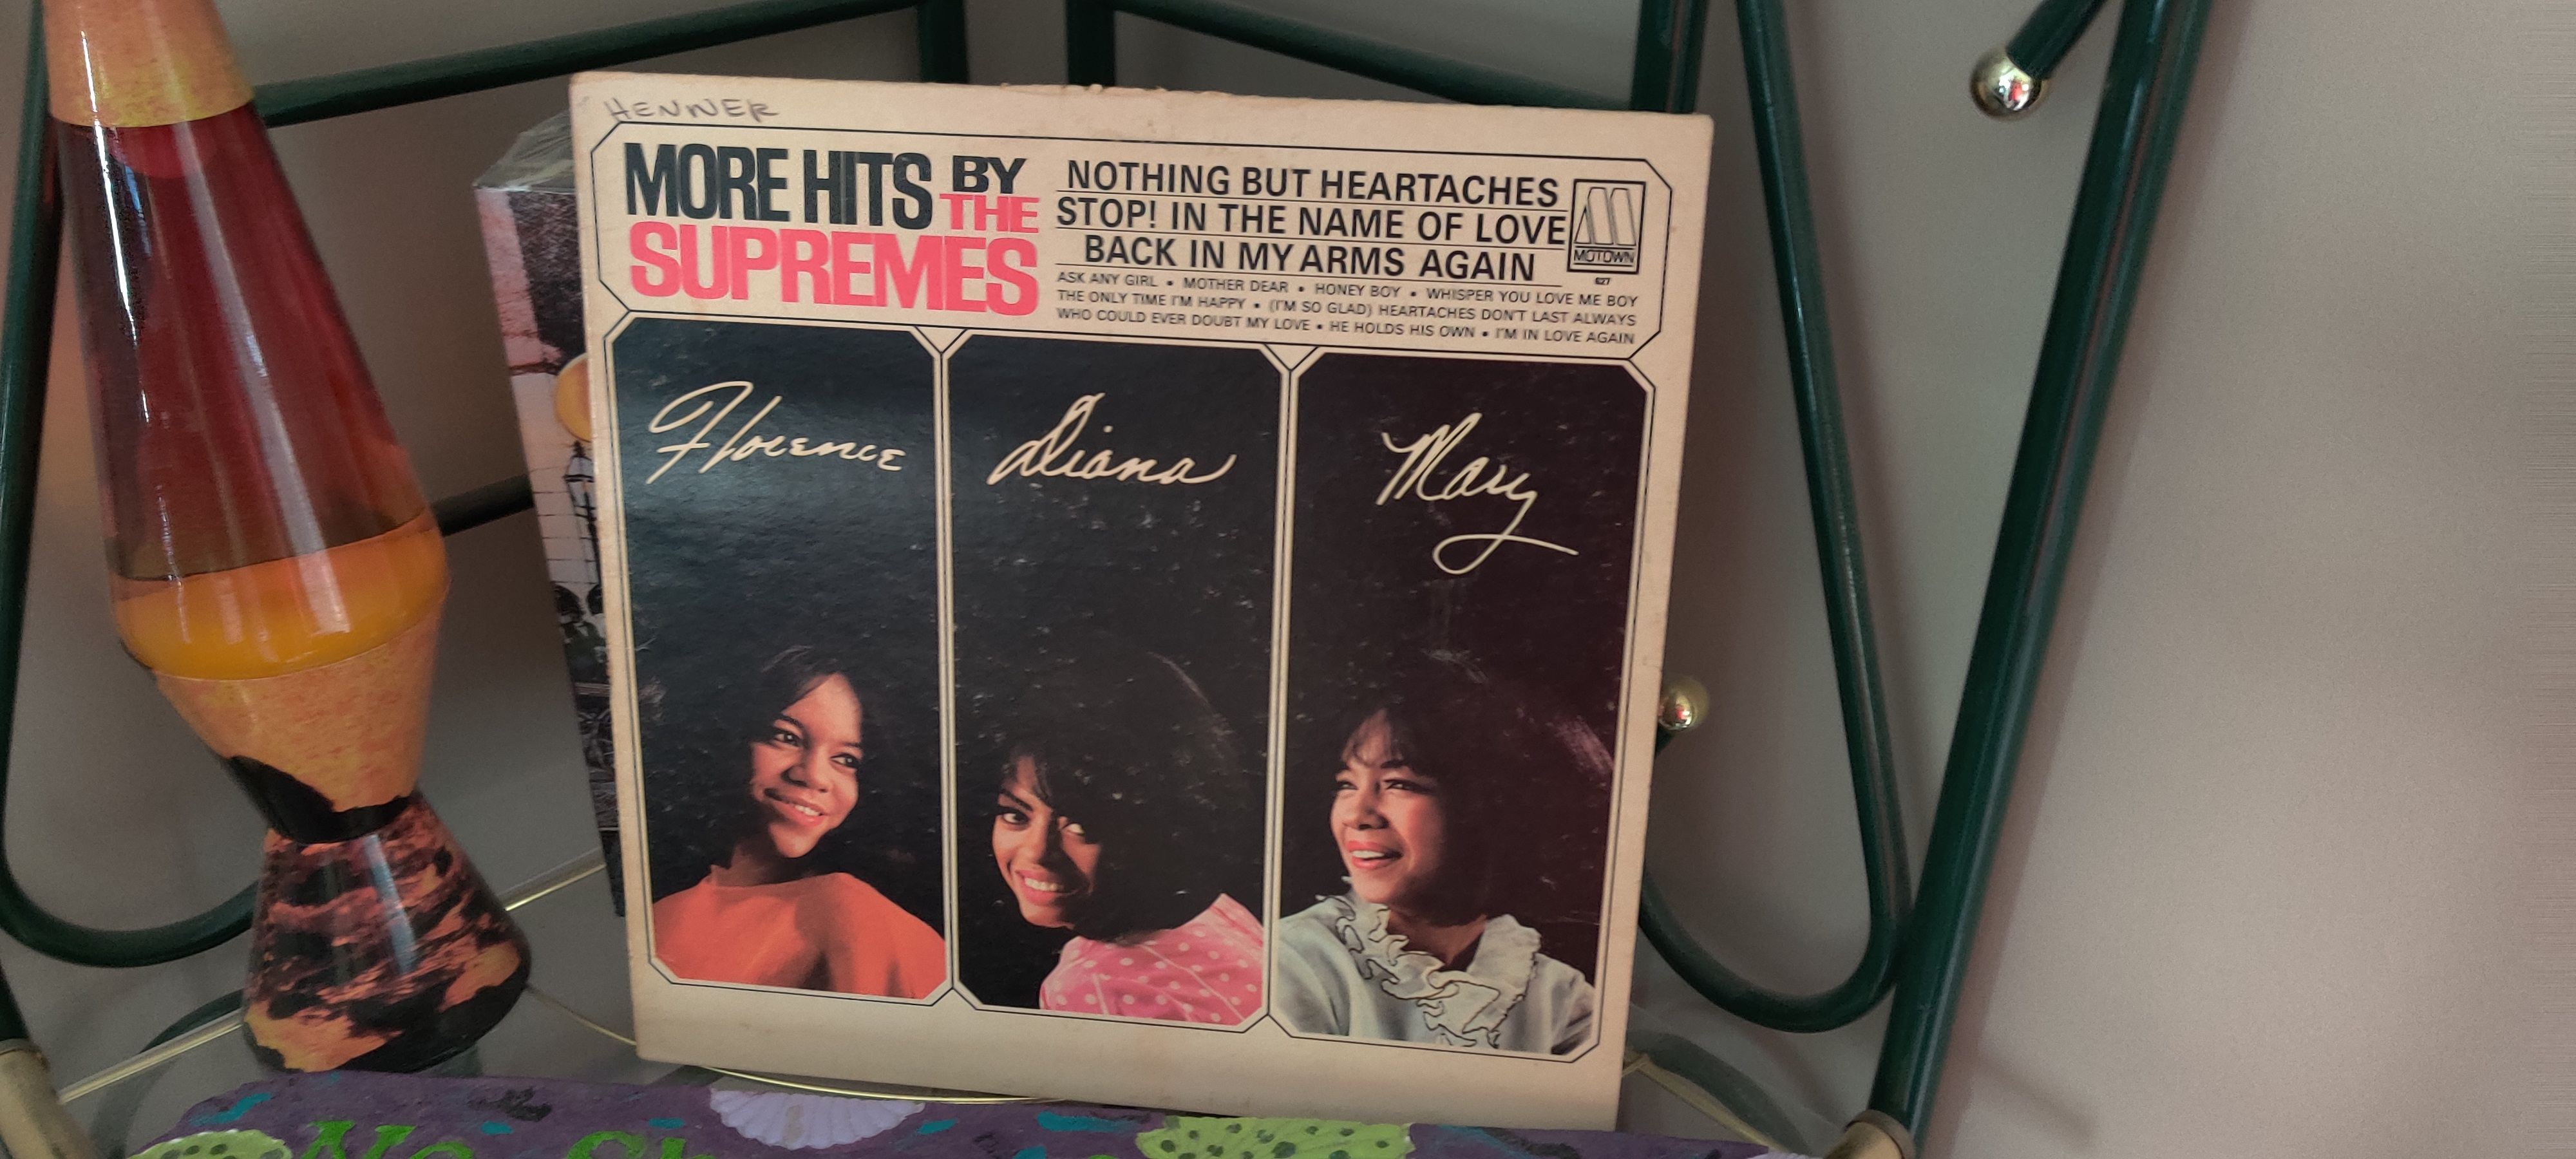 HENNER
MORE HITS BY
THE
SUPREMES
NOTHING BUT HEARTACHES
STOP! IN THE NAME OF LOVE
BACK IN MY ARMS AGAIN
MOTOWN
627
ASK ANY GIRL • MOTHER DEAR • HONEY BOY • WHISPER YOU LOVE ME BOY
THE ONLY TIME I'M HAPPY • (I'M SO GLAD) HEARTACHES DON'T LAST ALWAYS
WHO COULD EVER DOUBT MY LOVE • HE HOLDS HIS OWN • I'M IN LOVE AGAIN
Florence
Diana
Mary
No